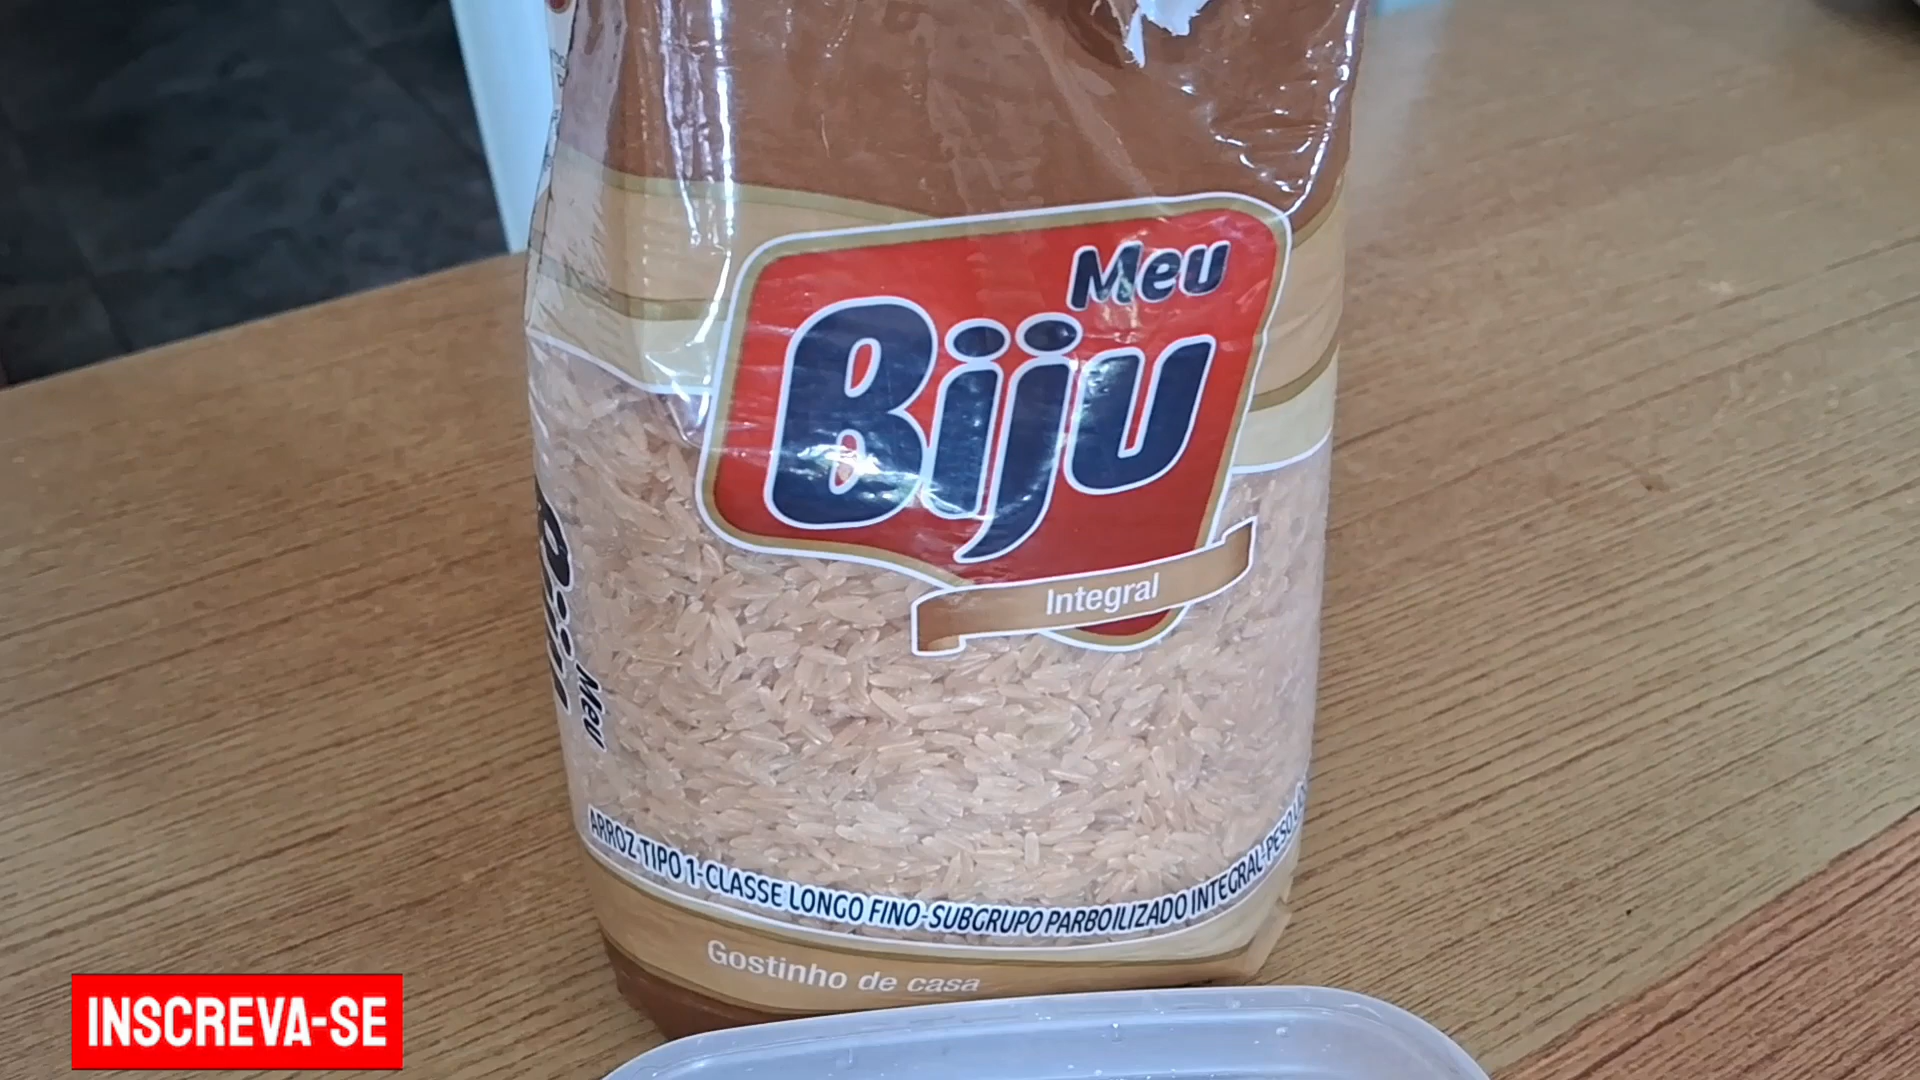 Meu
Biju
Integral
Biju
Meu
ARROZ TIPO 1-CLASSE LONGO FINO-SUBGRUPO PARBOILIZADO INTEGRAL-PESO
Gostinho de casa
INSCREVA-SE